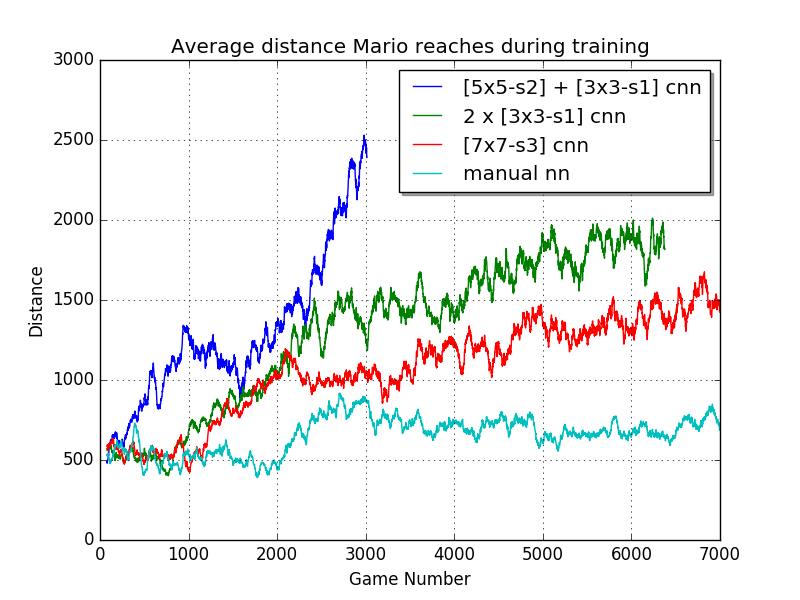 Average distance Mario reaches during training
3000
2500
2000
1500
1000
500
0
[5x5-s2] + [3x3-s1] cnn
2 x [3x3-s1] cnn
[7x7-s3] cnn
manual nn
Distance
0 1000 2000 3000 4000 5000 6000 7000
Game Number